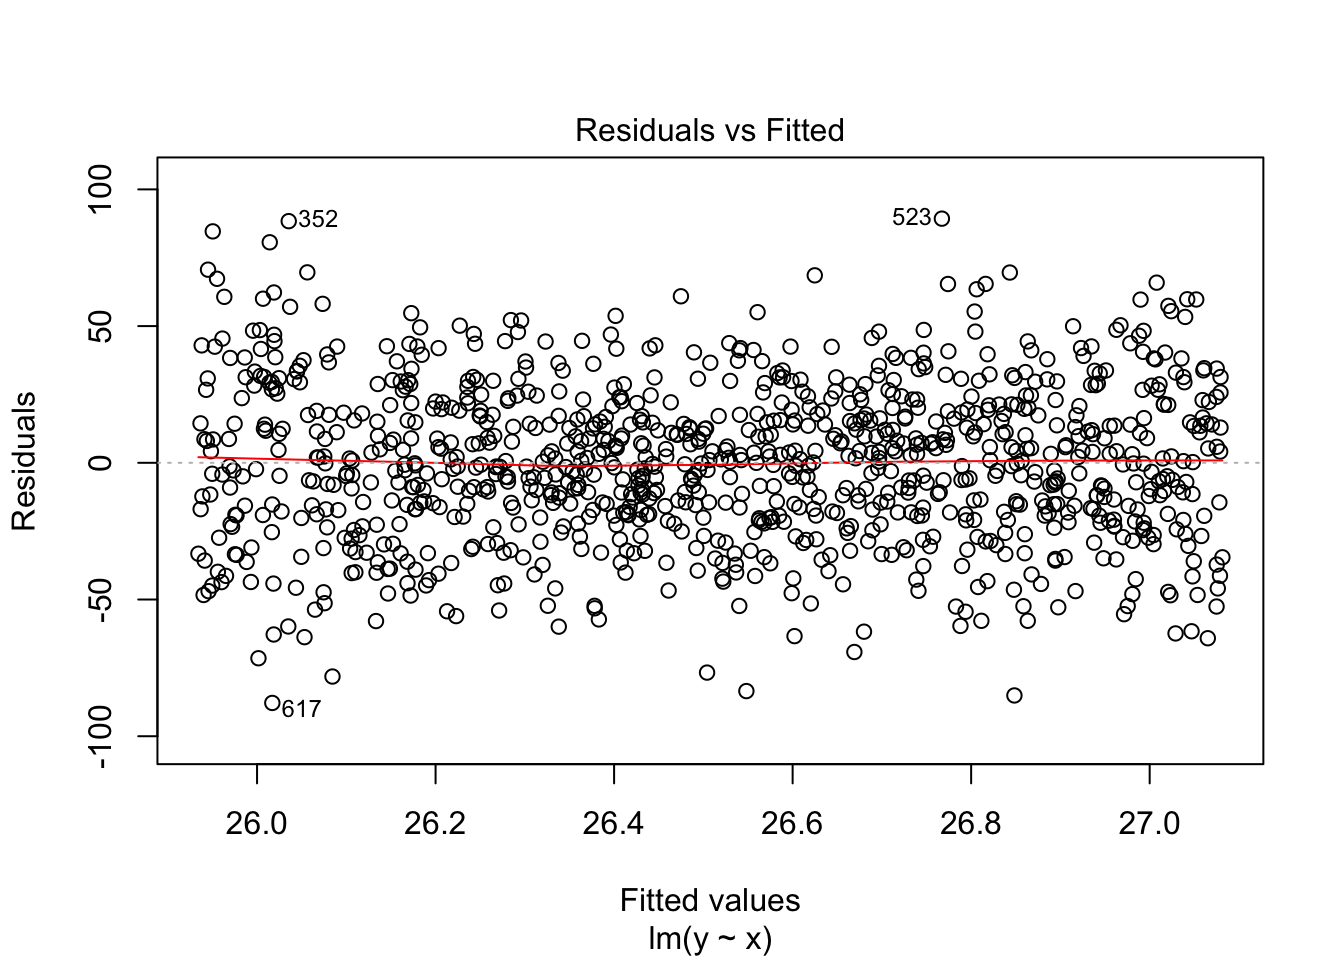 Residuals vs Fitted
Residuals
100
50
0
-50
-100
352
523
617
26.0 26.2 26.4 26.6 26.8 27.0
Fitted values
lm(y ~ x)